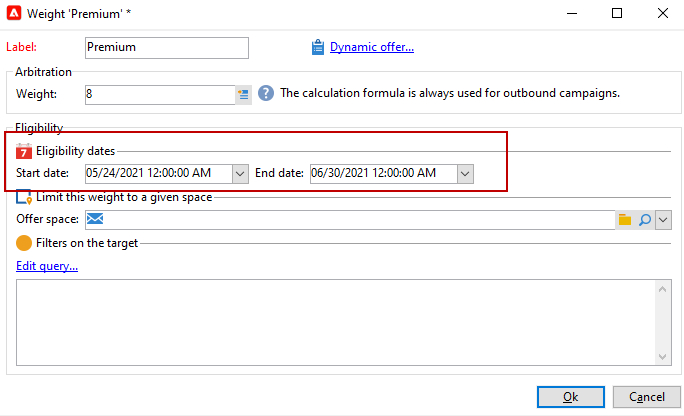 Weight 'Premium' *
Label: Premium Dynamic offer...
Arbitration
Weight: 8 ? The calculation formula is always used for outbound campaigns.
Eligibility
7 Eligibility dates
Start date: 05/24/2021 12:00:00 AM End date: 06/30/2021 12:00:00 AM
Limit this weight to a given space
Offer space:
Filters on the target
Edit query...
Ok Cancel